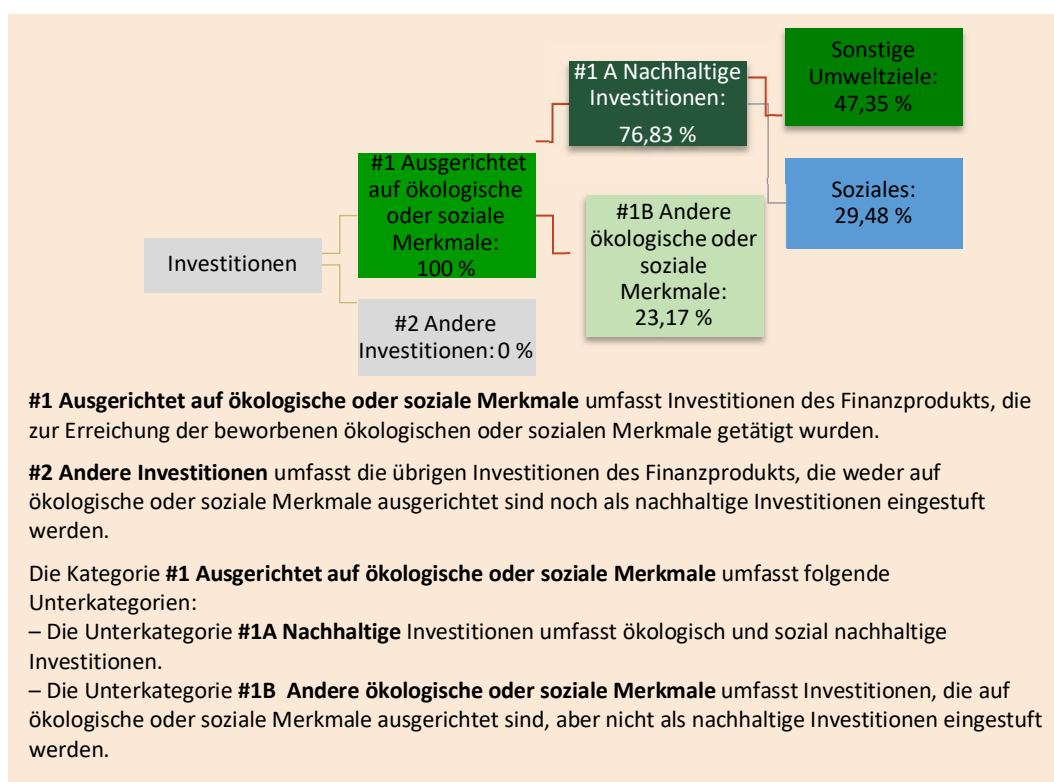 Investitionen
#1 Ausgerichtet
auf ökologische
oder soziale
Merkmale:
100 %
#2 Andere
Investitionen: 0 %
#1 A Nachhaltige
Investitionen:
76,83 %
#1B Andere
ökologische oder
soziale
Merkmale:
23,17 %
Sonstige
Umweltziele:
47,35 %
Soziales:
29,48 %
#1 Ausgerichtet auf ökologische oder soziale Merkmale umfasst Investitionen des Finanzprodukts, die
zur Erreichung der beworbenen ökologischen oder sozialen Merkmale getätigt wurden.
#2 Andere Investitionen umfasst die übrigen Investitionen des Finanzprodukts, die weder auf
ökologische oder soziale Merkmale ausgerichtet sind noch als nachhaltige Investitionen eingestuft
werden.
Die Kategorie #1 Ausgerichtet auf ökologische oder soziale Merkmale umfasst folgende
Unterkategorien:
– Die Unterkategorie #1A Nachhaltige Investitionen umfasst ökologisch und sozial nachhaltige
Investitionen.
– Die Unterkategorie #1B Andere ökologische oder soziale Merkmale umfasst Investitionen, die auf
ökologische oder soziale Merkmale ausgerichtet sind, aber nicht als nachhaltige Investitionen eingestuft
werden.